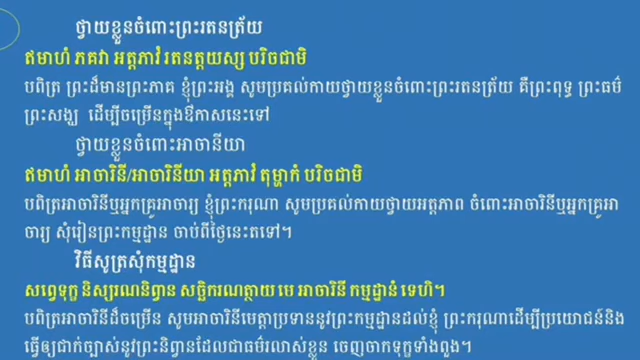 ថ្វាយខ្លួនចំពោះព្រះរតនត្រ័យ
ឥមាហំ ភគវា អត្តភាវំ រតនត្តយស្ស បរិច្ចជាមិ
បពិត្រ ព្រះដ៏មានព្រះភាគ ខ្ញុំព្រះអង្គ សូមប្រគល់កាយថ្វាយខ្លួនចំពោះព្រះរតនត្រ័យ គឺព្រះពុទ្ធ ព្រះធម៌
ព្រះសង្ឃ ដើម្បីចម្រើនក្នុងឱកាសនេះទៅ
ថ្វាយខ្លួនចំពោះអាចានីយា
ឥមាហំ អាចារិនី/អាចារិនីយា អត្តភាវំ តុម្ហាកំ បរិច្ចជាមិ
បពិត្រអាចារិនីឬអ្នកគ្រូអាចារ្យ ខ្ញុំព្រះករុណា សូមប្រគល់កាយថ្វាយអត្តភាព ចំពោះអាចារិនីឬអ្នកគ្រូអា
ចារ្យ សុំរៀនព្រះកម្មដ្ឋាន ចាប់ពីថ្ងៃនេះតទៅ។
វិធីសូត្រសុំកម្មដ្ឋាន
សព្វេទុក្ខ និស្សរណនិព្វាន សច្ឆិករណត្ថាយ មេ អាចារិនី កម្មដ្ឋានំ ទេហិ។
បពិត្រអាចារិនីដ៏ចម្រើន សូមអាចារិនីមេត្តាប្រទាននូវព្រះកម្មដ្ឋានដល់ខ្ញុំ ព្រះករុណាដើម្បីប្រយោជន៍នឹង
ធ្វើឲ្យជាក់ច្បាស់នូវព្រះនិព្វានដែលជាធម៌រលាស់ខ្លួន ចេញចាកទុក្ខទាំងពួង។